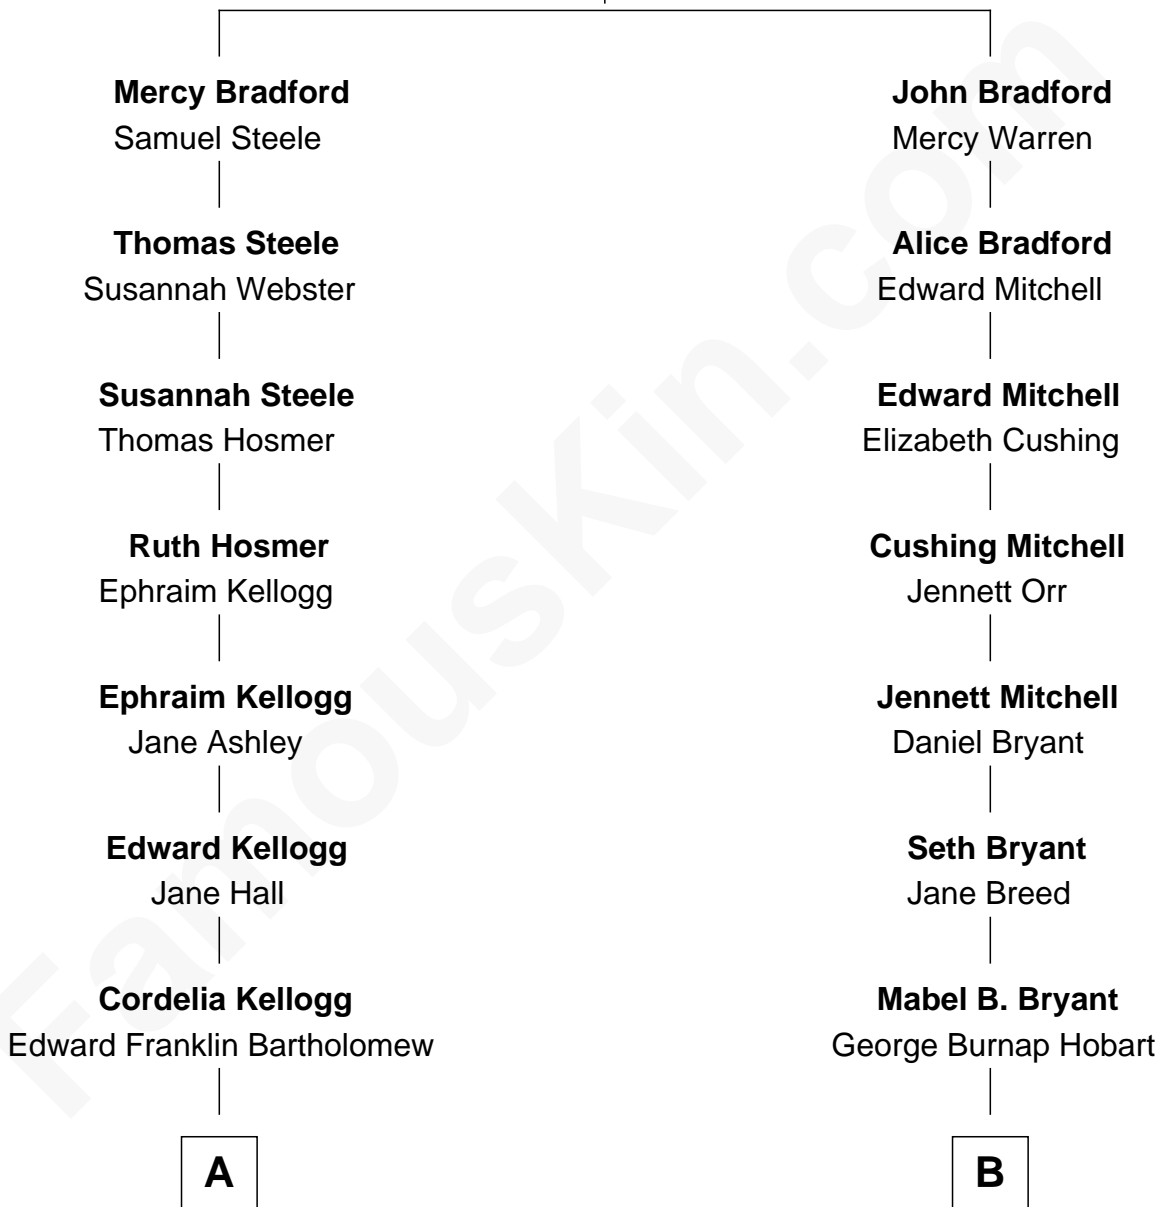 Mercy Bradford
Samuel Steele
Thomas Steele
Susannah Webster
Susannah Steele
Thomas Hosmer
Ruth Hosmer
Ephraim Kellogg
Ephraim Kellogg
Jane Ashley
Edward Kellogg
Jane Hall
Cordelia Kellogg
Edward Franklin Bartholomew
A
John Bradford
Mercy Warren
Alice Bradford
Edward Mitchell
Edward Mitchell
Elizabeth Cushing
Cushing Mitchell
Jennett Orr
Jennett Mitchell
Daniel Bryant
Seth Bryant
Jane Breed
Mabel B. Bryant
George Burnap Hobart
B
FamousKin.com